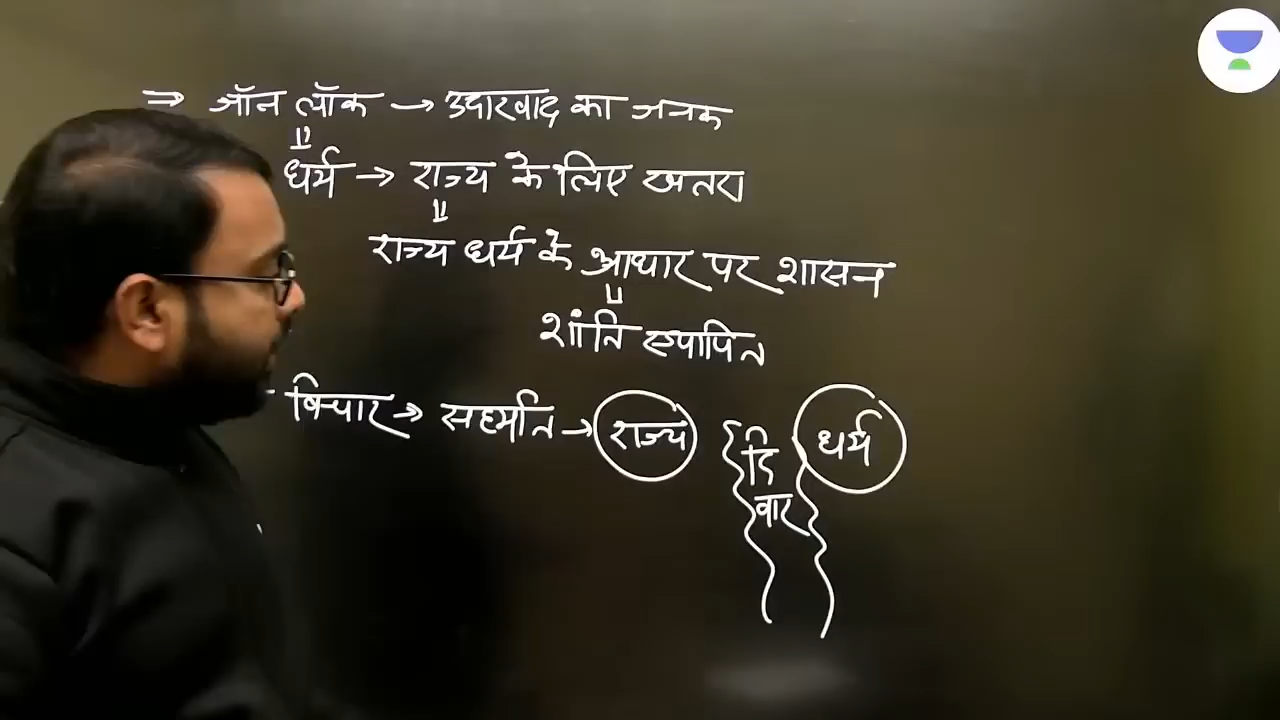 ⇒ जॉन लॉक → उदारवाद का जनक
धर्म → राज्य के लिए खतरा
राज्य धर्म के आधार पर शासन
शांति स्थापित
विचार → सहमति → राज्य
दि
वार
धर्म